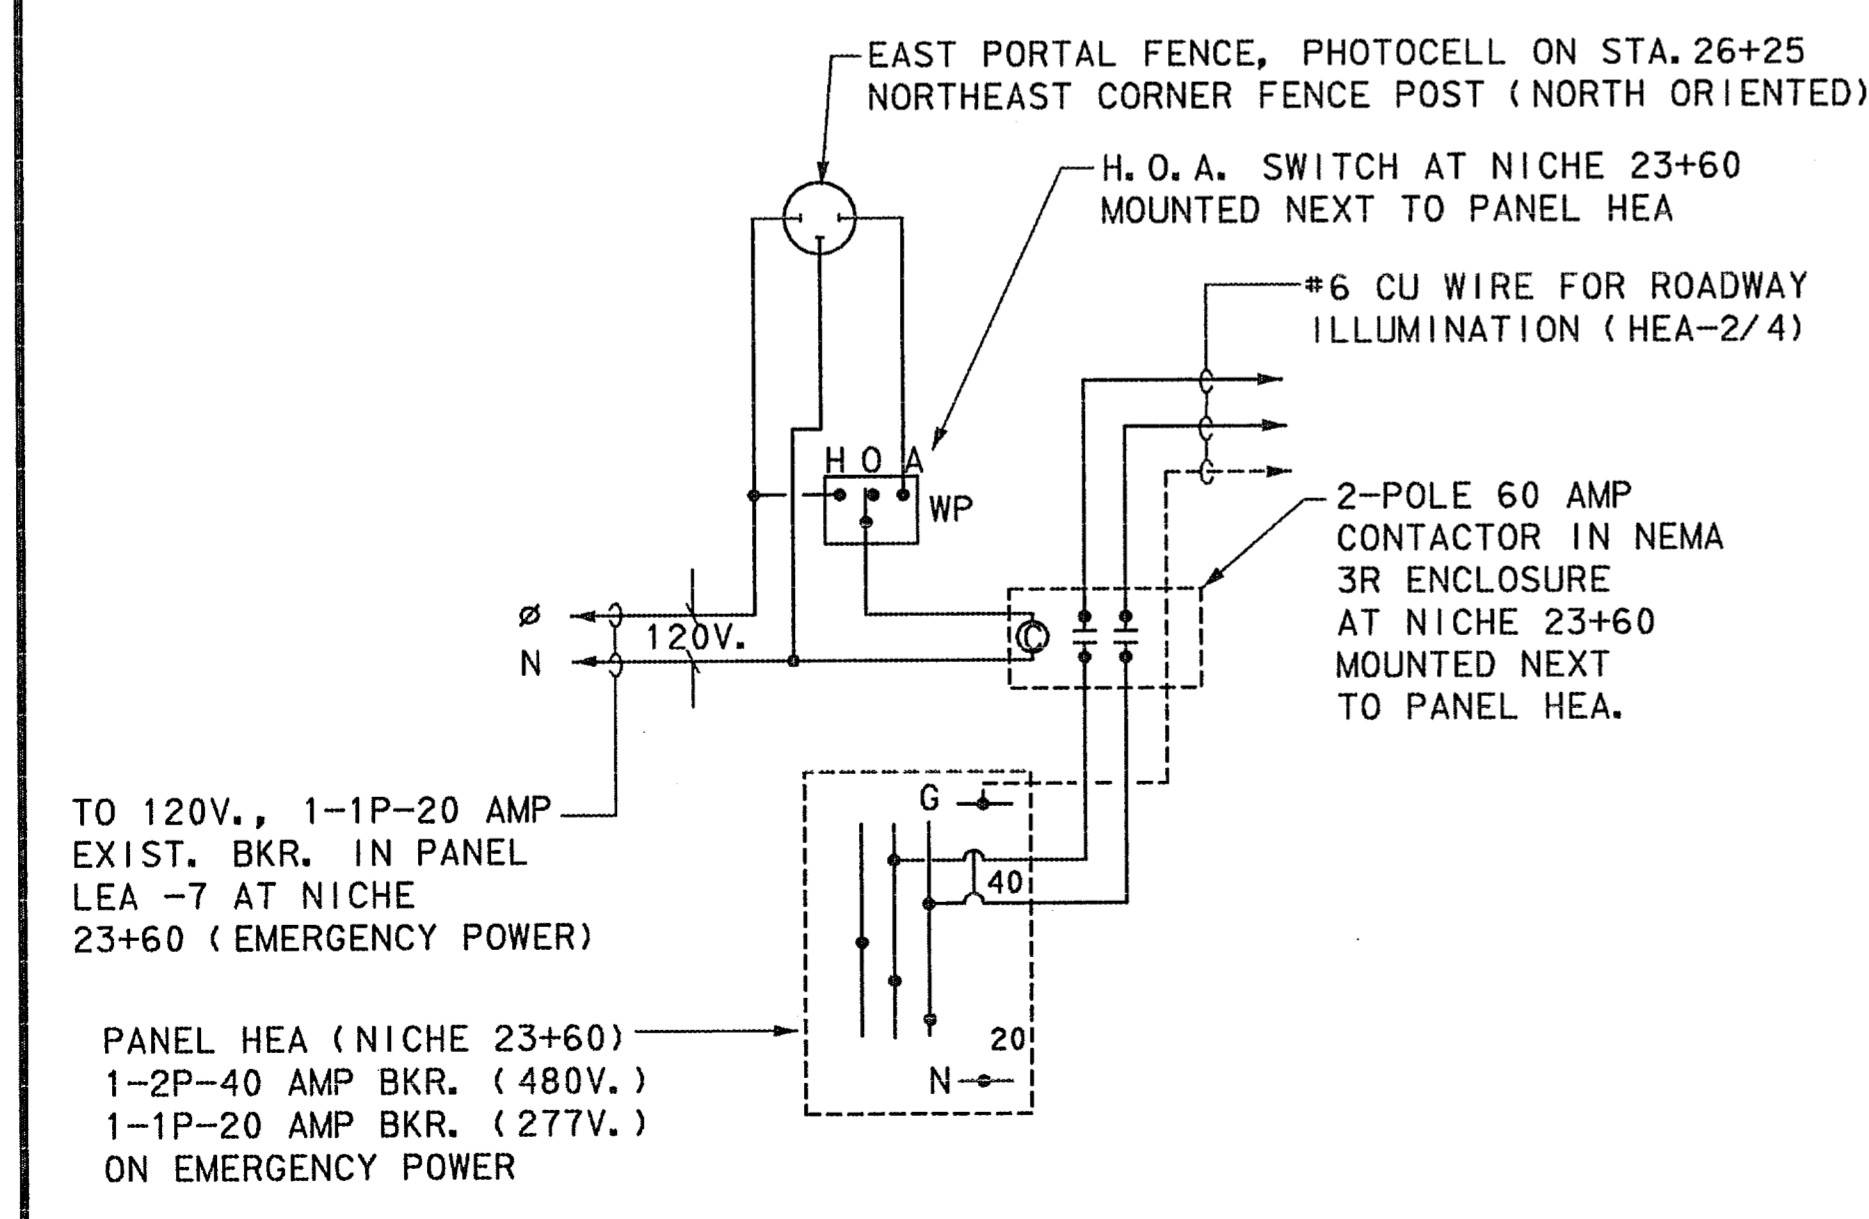 EAST PORTAL FENCE, PHOTOCELL ON STA. 26+25
NORTHEAST CORNER FENCE POST (NORTH ORIENTED)
H.O.A. SWITCH AT NICHE 23+60
MOUNTED NEXT TO PANEL HEA
#6 CU WIRE FOR ROADWAY
ILLUMINATION (HEA-2/4)
H O A
WP
2-POLE 60 AMP
CONTACTOR IN NEMA
3R ENCLOSURE
AT NICHE 23+60
MOUNTED NEXT
TO PANEL HEA.
Ø
120V.
N
C
TO 120V., 1-1P-20 AMP
EXIST. BKR. IN PANEL
LEA -7 AT NICHE
23+60 (EMERGENCY POWER)
G
40
PANEL HEA (NICHE 23+60)
1-2P-40 AMP BKR. (480V.)
1-1P-20 AMP BKR. (277V.)
ON EMERGENCY POWER
20
N